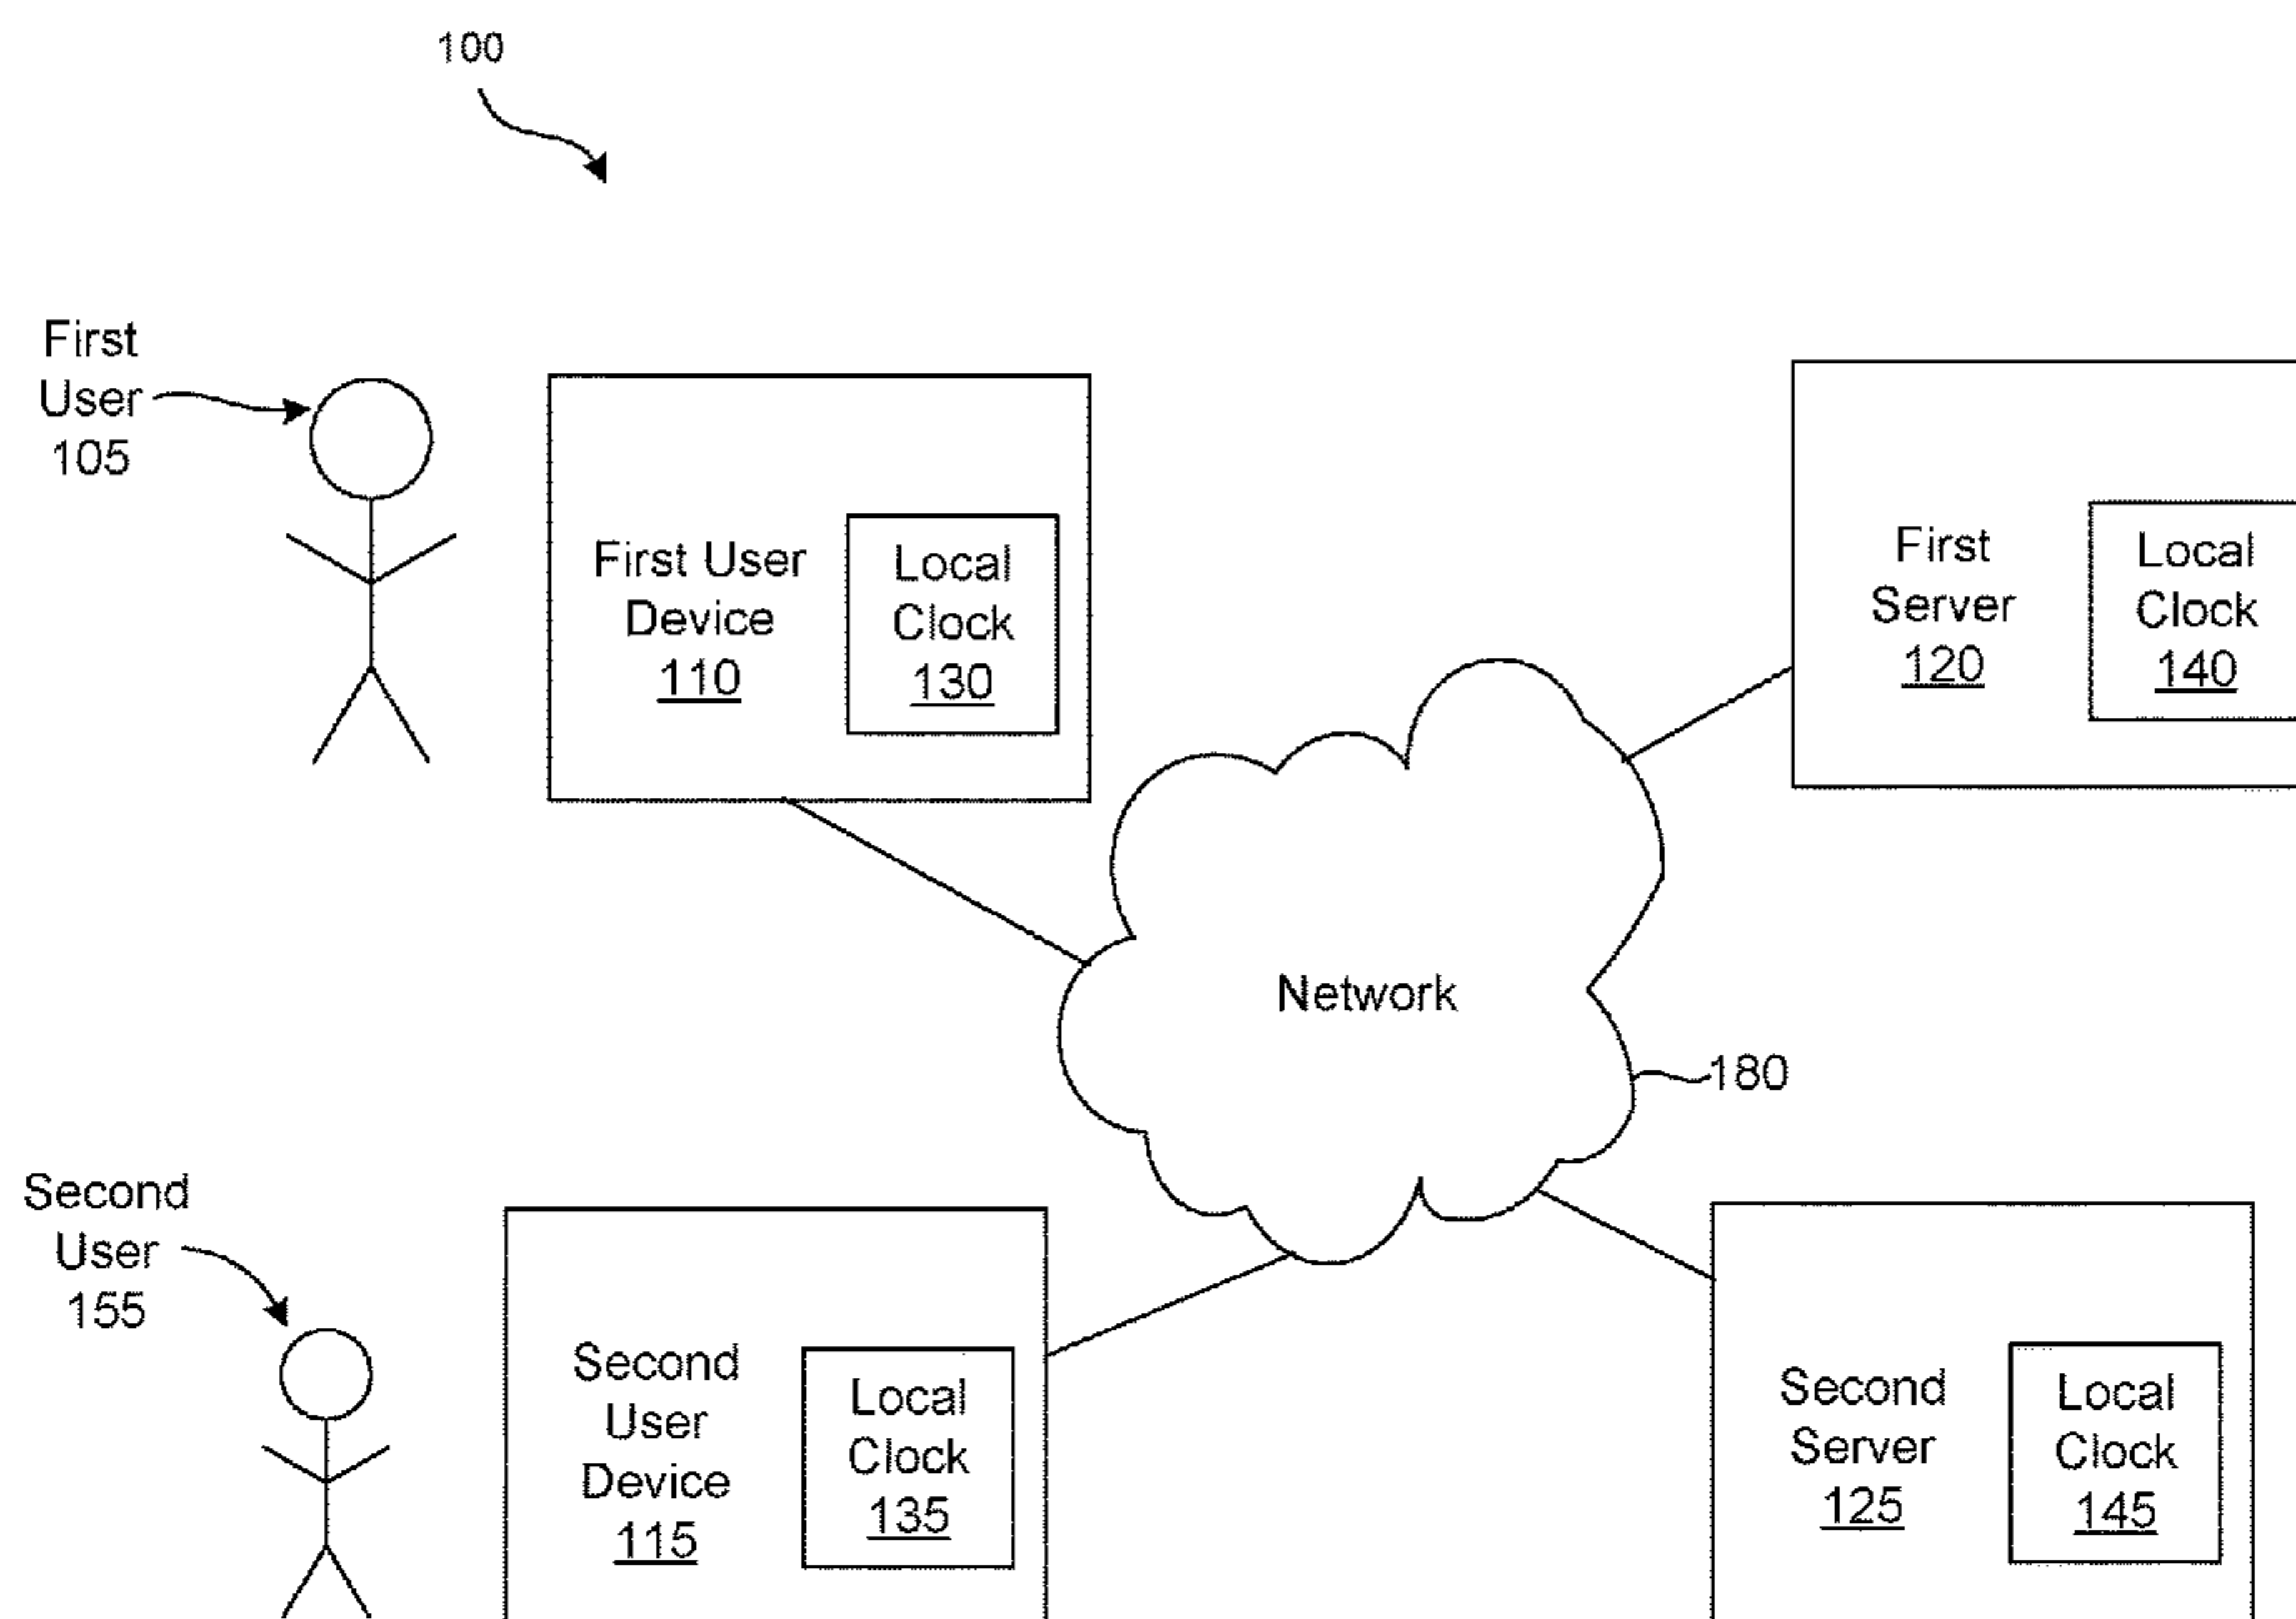 100
First
User
105
First User
Device
110
Local
Clock
130
First
Server
120
Local
Clock
140
Network
180
Second
User
155
Second
User
Device
115
Local
Clock
135
Second
Server
125
Local
Clock
145